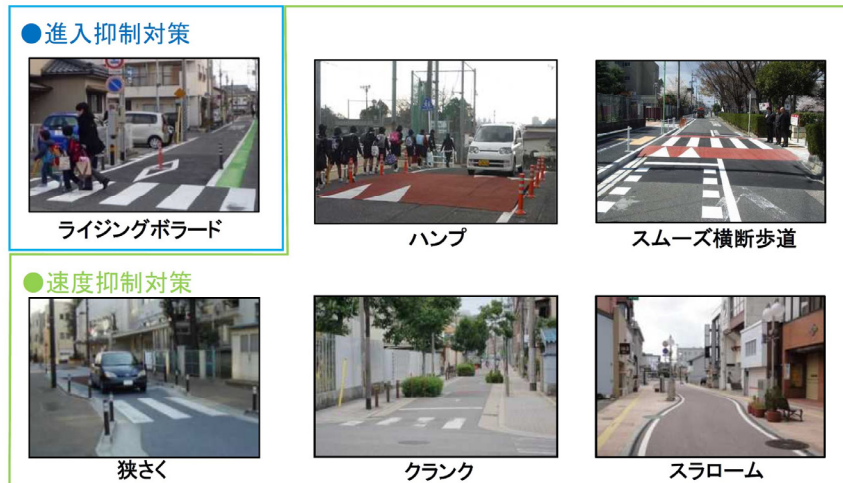 ●進入抑制対策
ライジングボラード
ハンプ
スムーズ横断歩道
●速度抑制対策
狭さく
クランク
スラローム